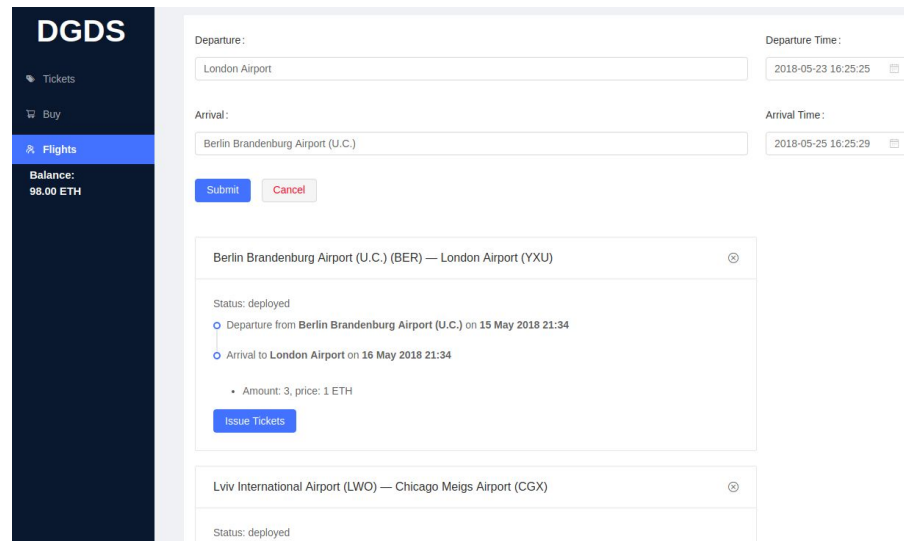 DGDS
Tickets
Buy
Flights
Balance:
98.00 ETH
Departure:
Departure Time:
London Airport
2018-05-23 16:25:25
Arrival:
Arrival Time:
Berlin Brandenburg Airport (U.C.)
2018-05-25 16:25:29
Submit Cancel
Berlin Brandenburg Airport (U.C.) (BER) — London Airport (YXU)
Status: deployed
Departure from Berlin Brandenburg Airport (U.C.) on 15 May 2018 21:34
Arrival to London Airport on 16 May 2018 21:34
• Amount: 3, price: 1 ETH
Issue Tickets
Lviv International Airport (LWO) — Chicago Meigs Airport (CGX)
Status: deployed